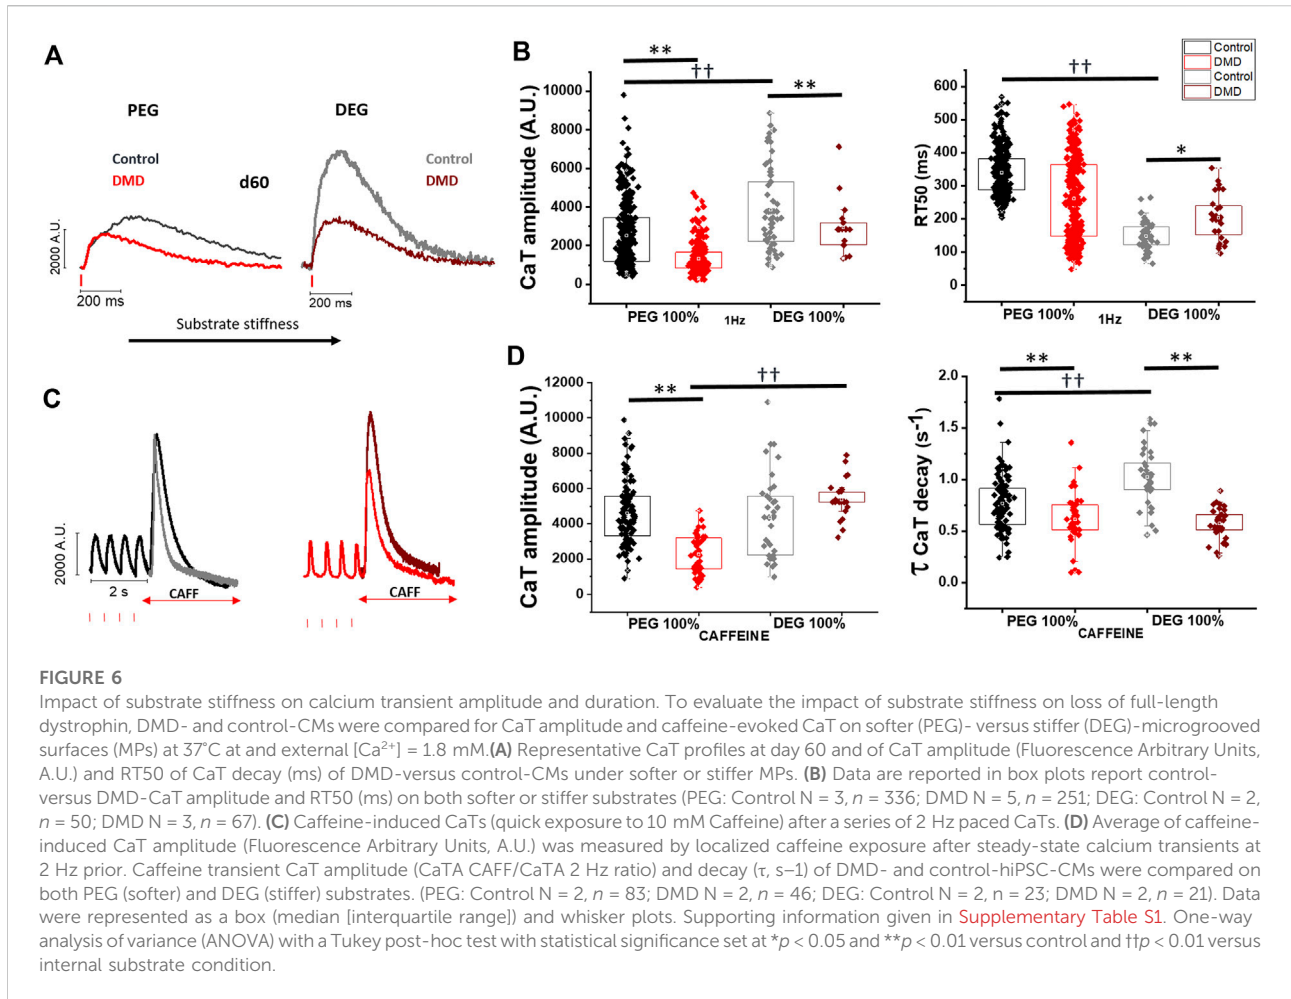 A
PEG
DEG
Control
DMD
d60
Control
DMD
2000 A.U.
200 ms
200 ms
Substrate stiffness
B
**
††
**
CaT amplitude (A.U.)
10000
8000
6000
4000
2000
0
PEG 100%
1Hz
DEG 100%
Control
DMD
Control
DMD
††
*
RT50 (ms)
600
500
400
300
200
100
0
PEG 100%
1Hz
DEG 100%
C
2000 A.U.
2 s
CAFF
CAFF
D
**
††
CaT amplitude (A.U.)
12000
10000
8000
6000
4000
2000
0
PEG 100%
DEG 100%
CAFFEINE
**
††
**
τ CaT decay (s-1)
2.0
1.5
1.0
0.5
0.0
PEG 100%
DEG 100%
CAFFEINE
FIGURE 6
Impact of substrate stiffness on calcium transient amplitude and duration. To evaluate the impact of substrate stiffness on loss of full-length
dystrophin, DMD- and control-CMs were compared for CaT amplitude and caffeine-evoked CaT on softer (PEG)- versus stiffer (DEG)-microgrooved
surfaces (MPs) at 37°C at and external [Ca2+] = 1.8 mM.(A) Representative CaT profiles at day 60 and of CaT amplitude (Fluorescence Arbitrary Units,
A.U.) and RT50 of CaT decay (ms) of DMD-versus control-CMs under softer or stiffer MPs. (B) Data are reported in box plots report control-
versus DMD-CaT amplitude and RT50 (ms) on both softer or stiffer substrates (PEG: Control N = 3, n = 336; DMD N = 5, n = 251; DEG: Control N = 2,
n = 50; DMD N = 3, n = 67). (C) Caffeine-induced CaTs (quick exposure to 10 mM Caffeine) after a series of 2 Hz paced CaTs. (D) Average of caffeine-
induced CaT amplitude (Fluorescence Arbitrary Units, A.U.) was measured by localized caffeine exposure after steady-state calcium transients at
2 Hz prior. Caffeine transient CaT amplitude (CaTA CAFF/CaTA 2 Hz ratio) and decay (τ, s–1) of DMD- and control-hiPSC-CMs were compared on
both PEG (softer) and DEG (stiffer) substrates. (PEG: Control N = 2, n = 83; DMD N = 2, n = 46; DEG: Control N = 2, n = 23; DMD N = 2, n = 21). Data
were represented as a box (median [interquartile range]) and whisker plots. Supporting information given in Supplementary Table S1. One-way
analysis of variance (ANOVA) with a Tukey post-hoc test with statistical significance set at *p < 0.05 and **p < 0.01 versus control and ††p < 0.01 versus
internal substrate condition.